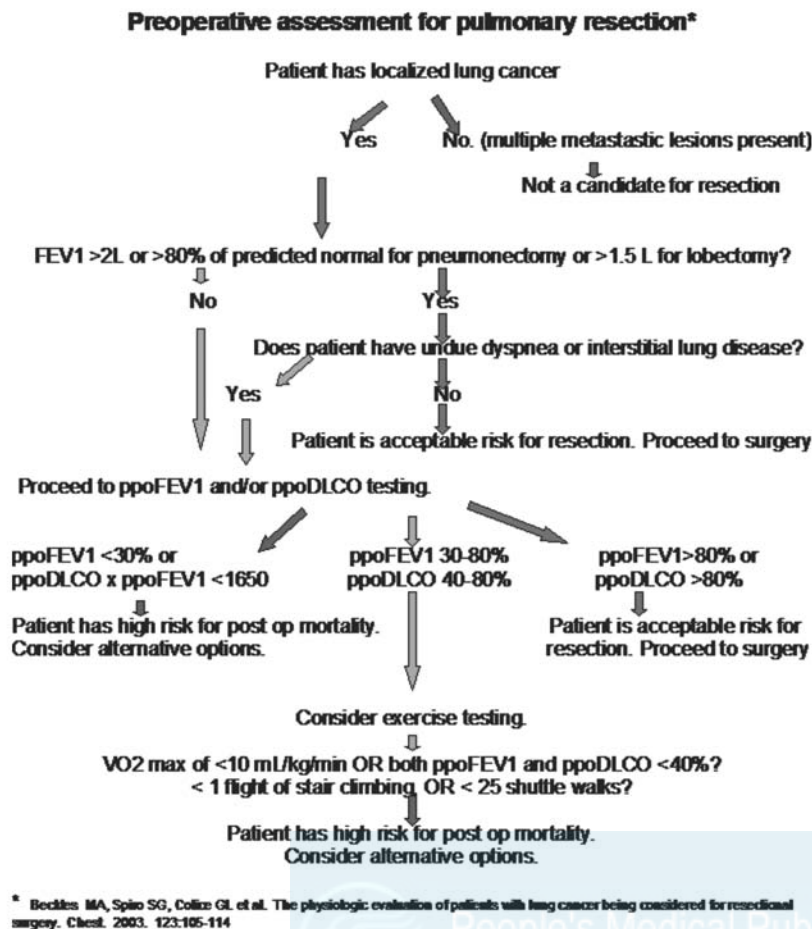 Preoperative assessment for pulmonary resection*
Patient has localized lung cancer
Yes
No. (multiple metastastic lesions present)
Not a candidate for resection
FEV1 >2L or >80% of predicted normal for pneumonectomy or >1.5 L for lobectomy?
No
Yes
Does patient have undue dyspnea or interstitial lung disease?
Yes
No
Patient is acceptable risk for resection. Proceed to surgery
Proceed to ppoFEV1 and/or ppoDLCO testing.
ppoFEV1 <30% or
ppoDLCO x ppoFEV1 <1650
ppoFEV1 30-80%
ppoDLCO 40-80%
ppoFEV1>80% or
ppoDLCO >80%
Patient has high risk for post op mortality.
Consider alternative options.
Patient is acceptable risk for
resection. Proceed to surgery
Consider exercise testing.
VO2 max of <10 mL/kg/min OR both ppoFEV1 and ppoDLCO <40%?
< 1 flight of stair climbing OR < 25 shuttle walks?
Patient has high risk for post op mortality.
Consider alternative options.
* Beckles MA, Spiro SG, Colice GL et al. The physiologic evaluation of patients with lung cancer being considered for resectional
surgery. Chest. 2003. 123:105-114
People's Medical Pub